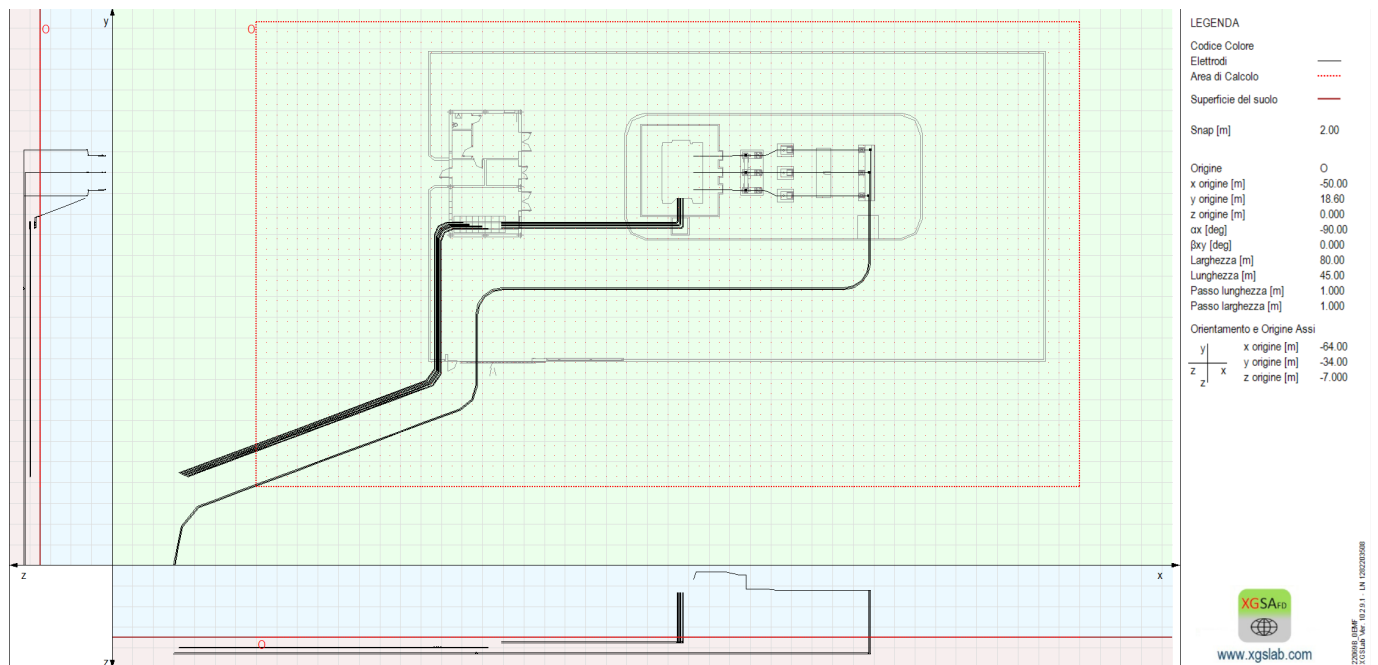 y
O
O
z
x
O
z
LEGENDA
Codice Colore
Elettrodi
Area di Calcolo
Superficie del suolo
Snap [m] 2.00
Origine O
x origine [m] -50.00
y origine [m] 18.60
z origine [m] 0.000
αx [deg] -90.00
βxy [deg] 0.000
Larghezza [m] 80.00
Lunghezza [m] 45.00
Passo lunghezza [m] 1.000
Passo larghezza [m] 1.000
Orientamento e Origine Assi
y x origine [m] -64.00
z x y origine [m] -34.00
z z origine [m] -7.000
XGSA FD
www.xgslab.com